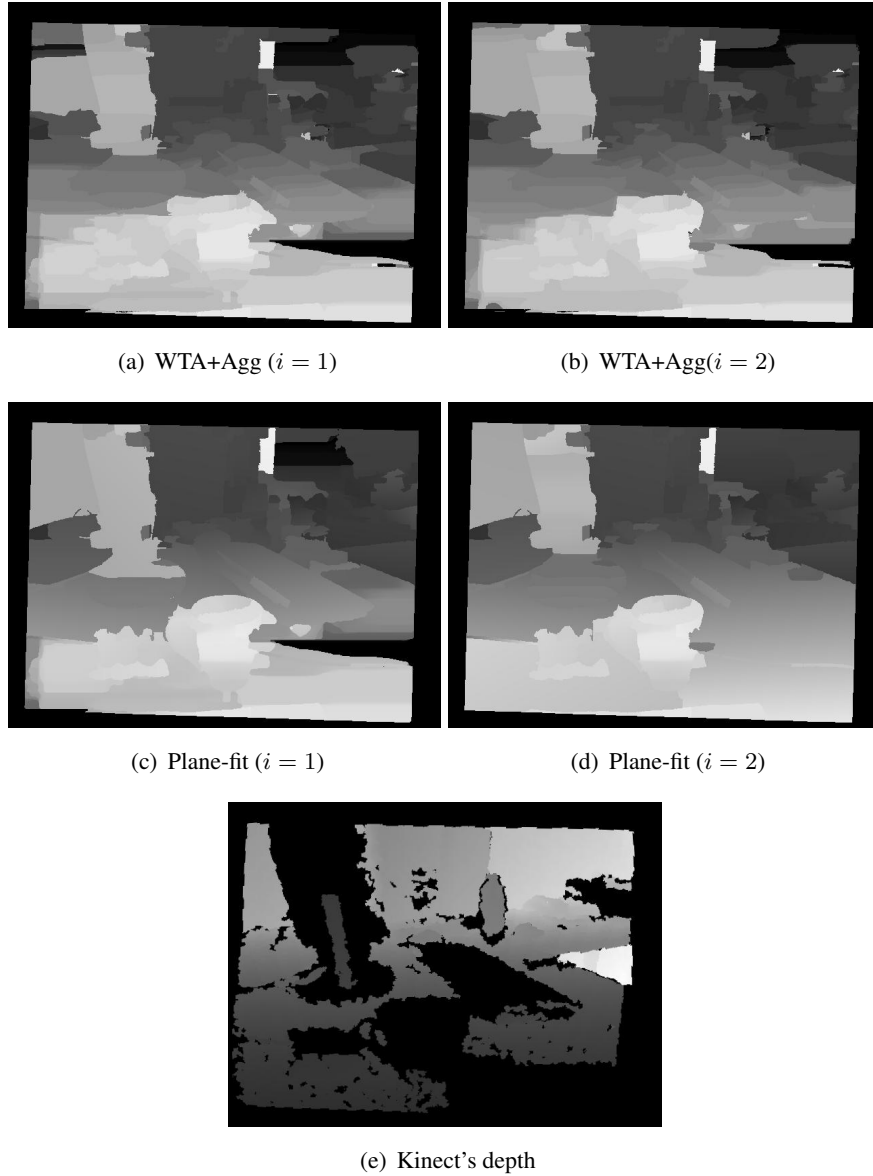 (a) WTA+Agg (i = 1)
(b) WTA+Agg(i = 2)
(c) Plane-fit (i = 1)
(d) Plane-fit (i = 2)
(e) Kinect's depth